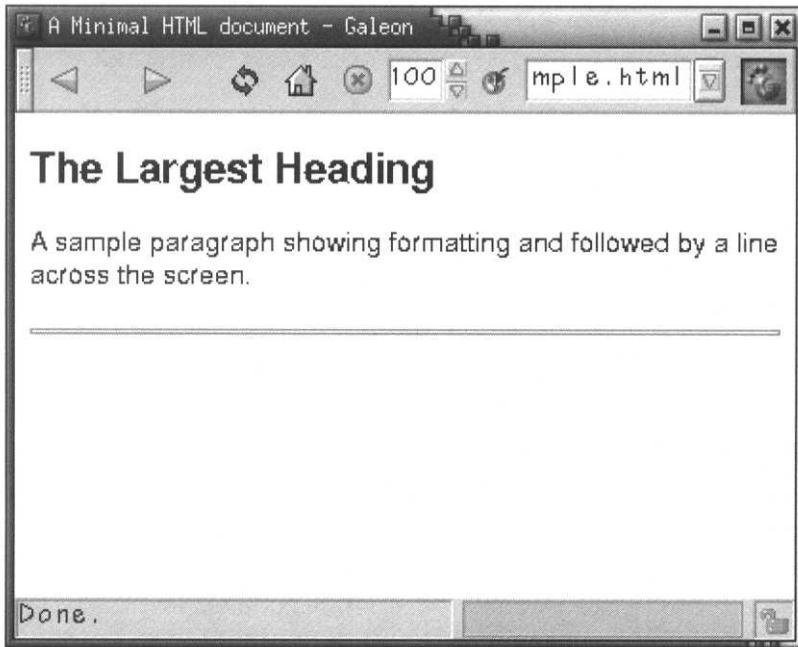 A Minimal HTML document - Galeon
100 mple.html
The Largest Heading
A sample paragraph showing formatting and followed by a line
across the screen.
Done.